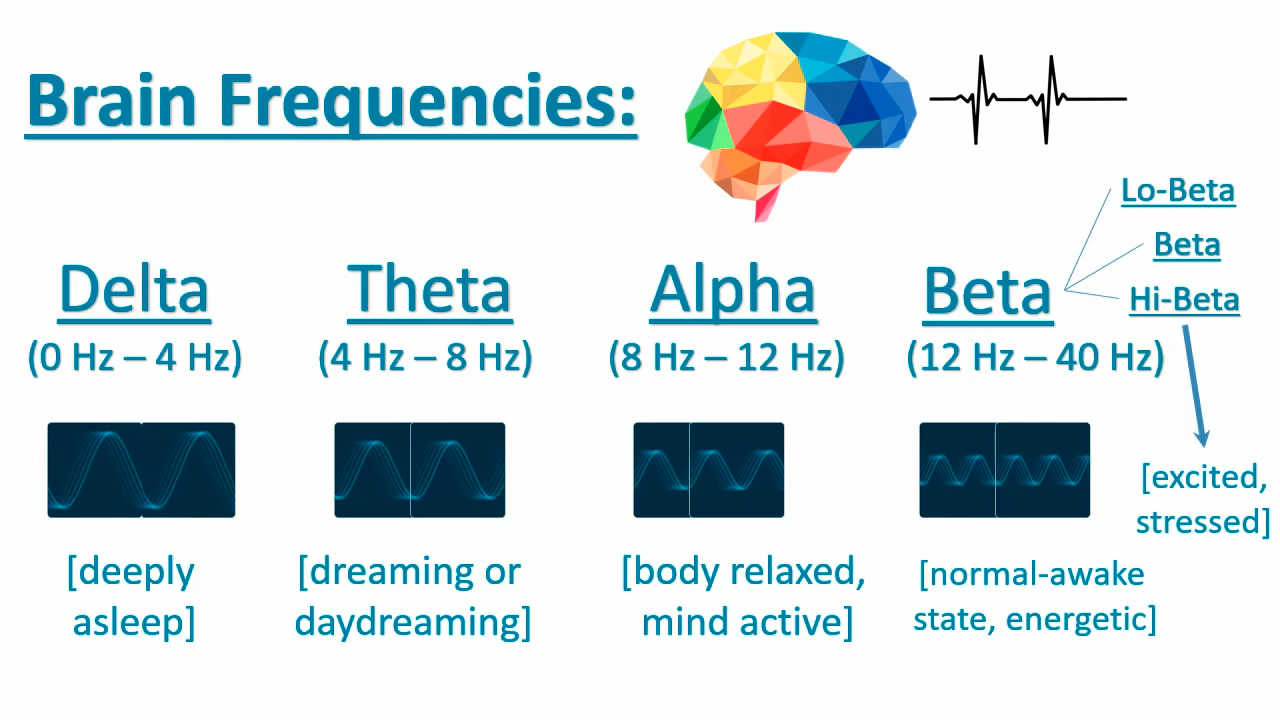 Brain Frequencies:
Lo-Beta
Beta
Hi-Beta
Delta
(0 Hz – 4 Hz)
[deeply
asleep]
Theta
(4 Hz – 8 Hz)
[dreaming or
daydreaming]
Alpha
(8 Hz – 12 Hz)
[body relaxed,
mind active]
Beta
(12 Hz – 40 Hz)
[normal-awake
state, energetic]
[excited,
stressed]